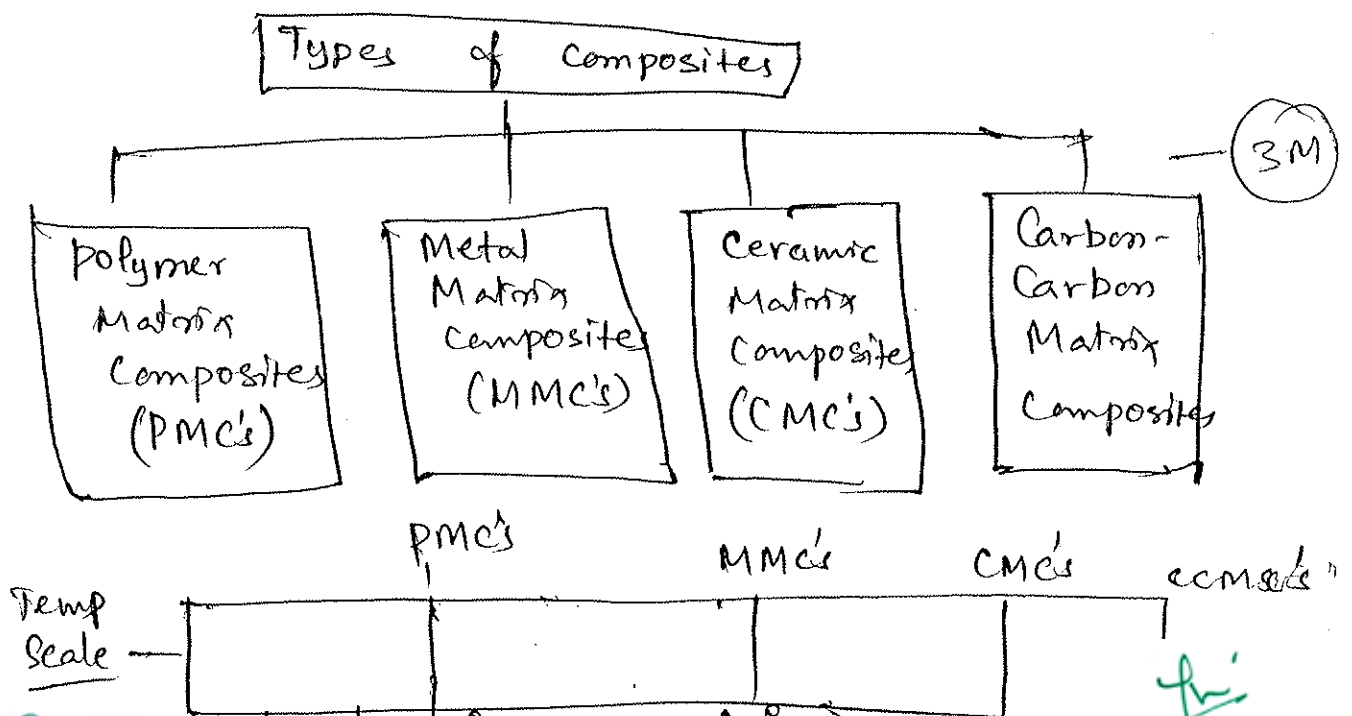 Types of Composites
3M
Polymer
Matrix
Composites
(PMC's)
Metal
Matrix
Composites
(MMC's)
Ceramic
Matrix
Composites
(CMC's)
Carbon-
Carbon
Matrix
Composites
PMC's
MMC's
CMC's
Temp
Scale